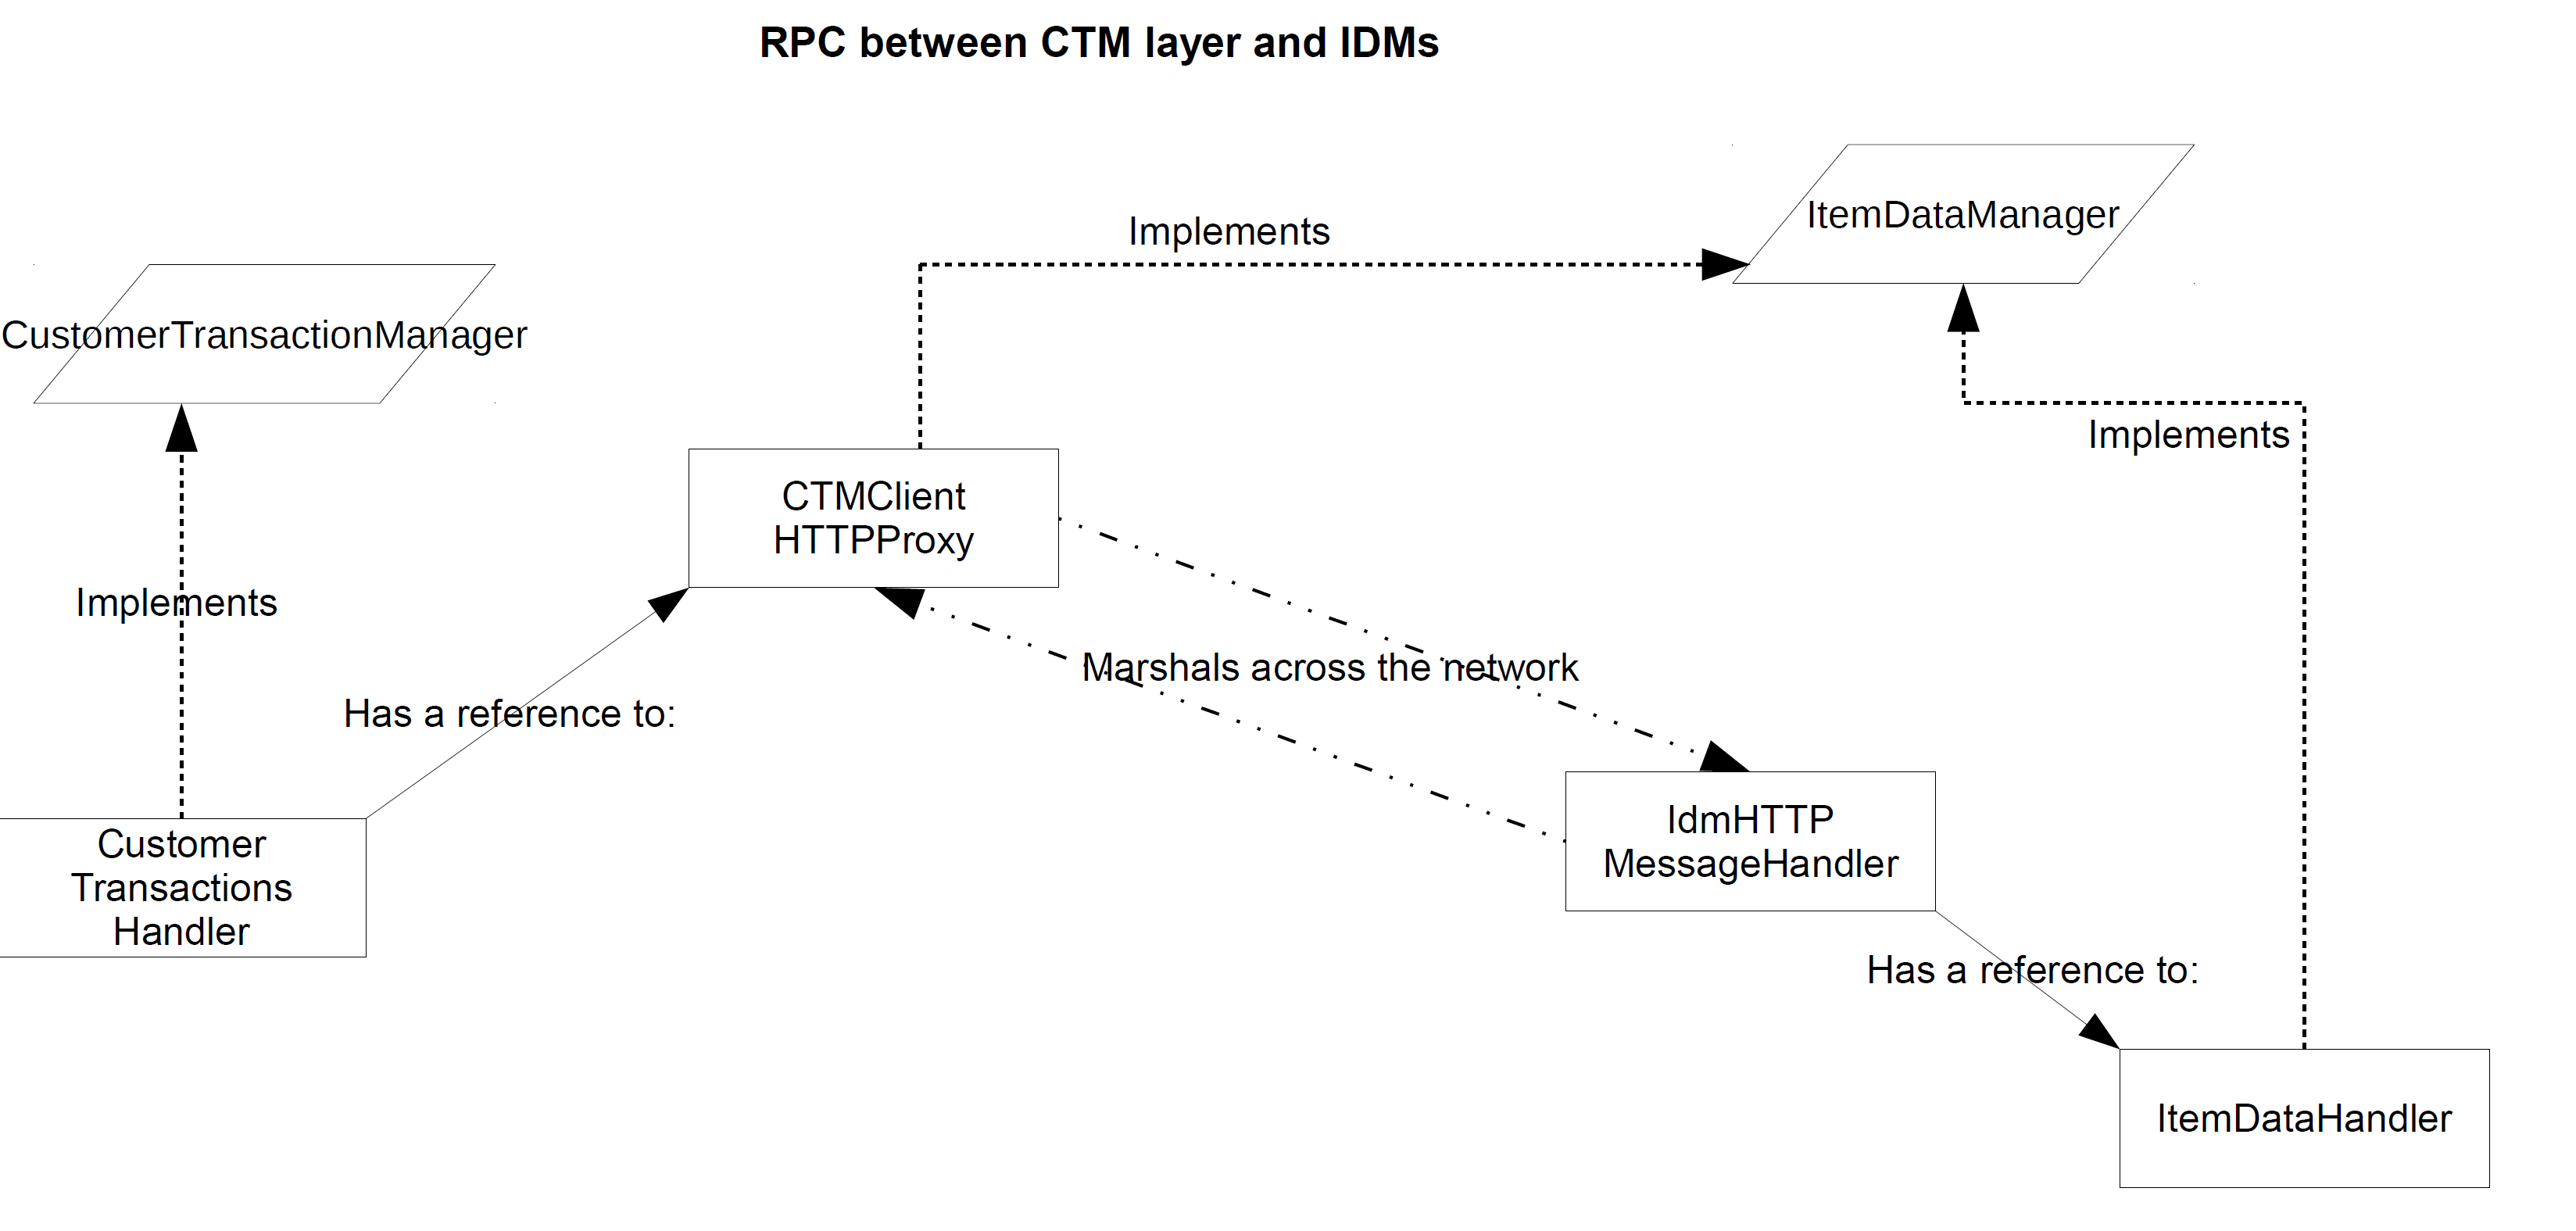 RPC between CTM layer and IDMs
ItemDataManager
Implements
CustomerTransactionManager
Implements
CTMClient
HTTPProxy
Implements
Marshals across the network
Has a reference to:
IdmHTTP
MessageHandler
Customer
Transactions
Handler
Has a reference to:
ItemDataHandler